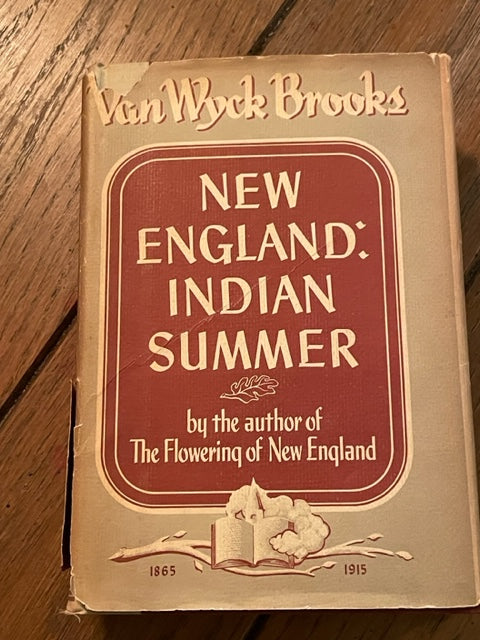 Van Wyck Brooks
NEW
ENGLAND:
INDIAN
SUMMER
by the author of
The Flowering of New England
1865 1915